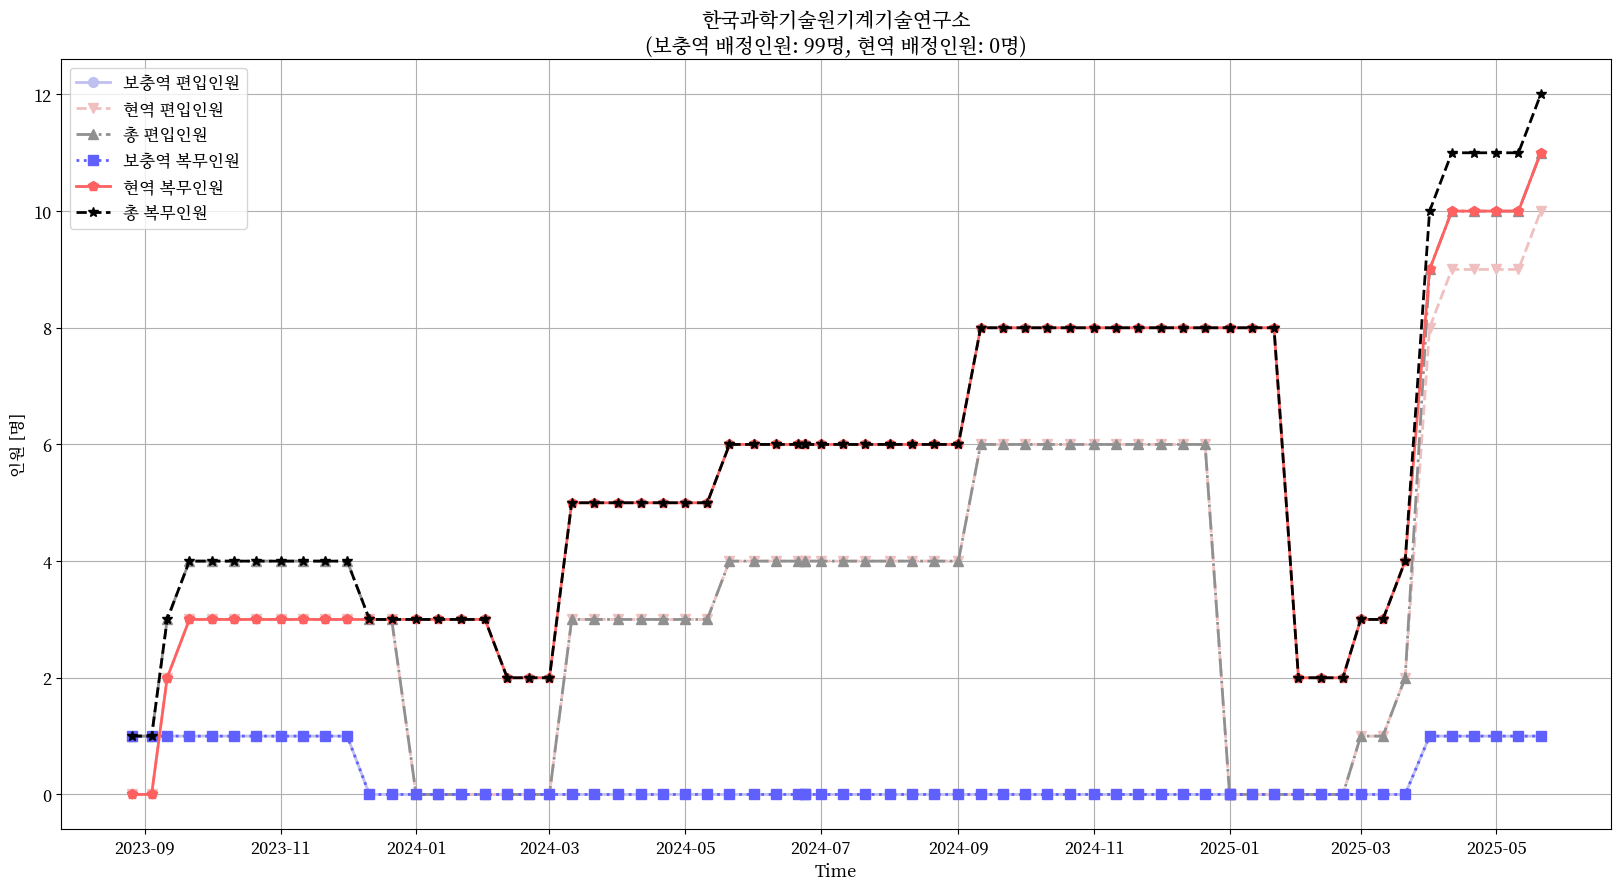 한국과학기술원기계기술연구소
(보충역 배정인원: 99명, 현역 배정인원: 0명)
보충역 편입인원
현역 편입인원
총 편입인원
보충역 복무인원
현역 복무인원
총 복무인원
인원 [명]
12
10
8
6
4
2
0
2023-09
2023-11
2024-01
2024-03
2024-05
2024-07
2024-09
2024-11
2025-01
2025-03
2025-05
Time